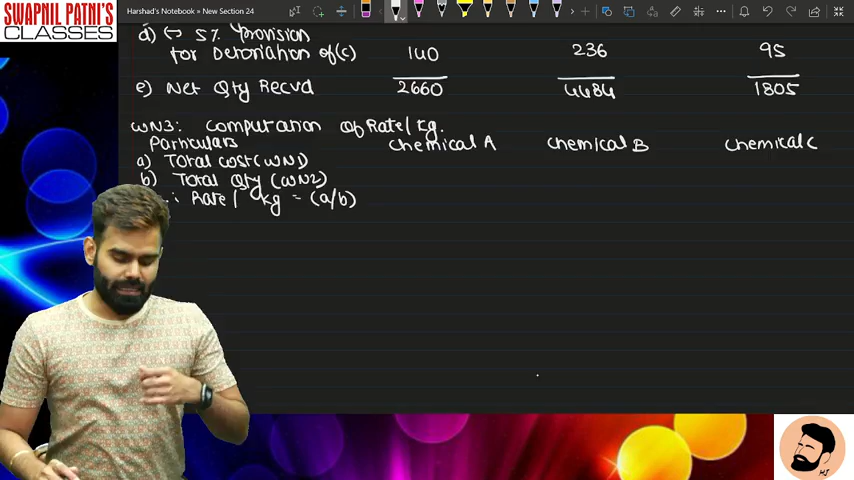 SWAPNIL PATNI'S
CLASSES
Harshad's Notebook » New Section 24
d) (-) 5% Provision
for Detoriation of (c) 140 236 95
e) Net Qty Recvd 2660 4484 1805
WN3: Computation of Rate/kg.
Particulars Chemical A Chemical B Chemical C
a) Total cost (WN1)
b) Total Qty (WN2)
∴ Rate/kg = (a/b)
HJ